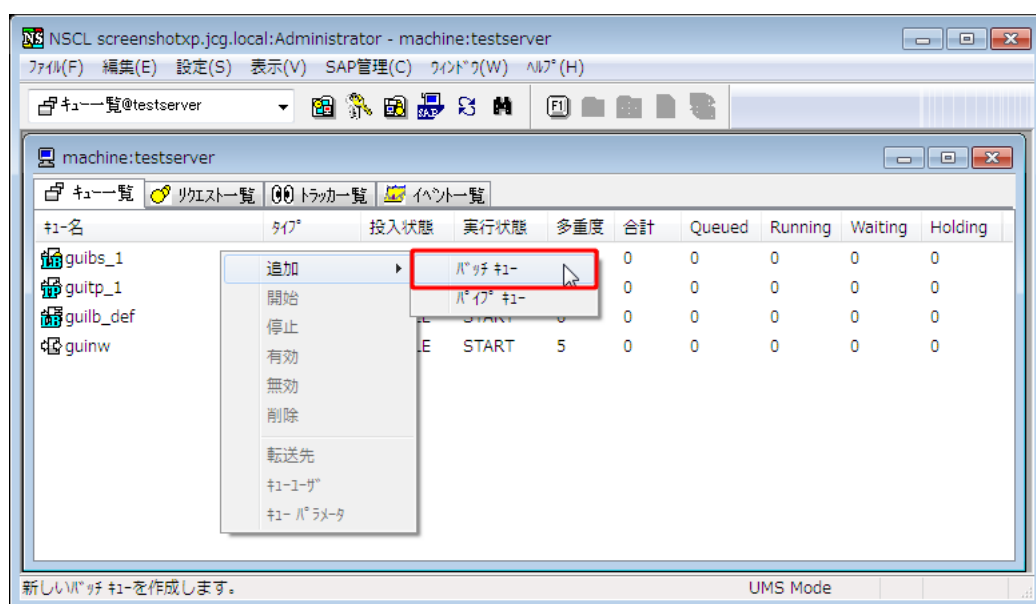 NSCL screenshotxp.jcg.local:Administrator - machine:testserver
ﾌｧｲﾙ(F) 編集(E) 設定(S) 表示(V) SAP管理(C) ｳｨﾝﾄﾞｳ(W) ﾍﾙﾌﾟ(H)
ｷｭｰ一覧@testserver
SAP
F1
machine:testserver
ｷｭｰ一覧 ﾘｸｴｽﾄ一覧 ﾄﾗｯｶ一覧 ｲﾍﾞﾝﾄ一覧
ｷｭｰ名 ﾀｲﾌﾟ 投入状態 実行状態 多重度 合計 Queued Running Waiting Holding
guibs_1 0 0 0 0 0
guitp_1 0 0 0 0 0
guilb_def START 0 0 0 0 0
guinw START 5 0 0 0 0 0
追加
開始
停止
有効
無効
削除
転送先
ｷｭｰﾕｰｻﾞ
ｷｭｰ ﾊﾟﾗﾒｰﾀ
ﾊﾞｯﾁ ｷｭｰ
ﾊﾟｲﾌﾟ ｷｭｰ
新しいﾊﾞｯﾁ ｷｭｰを作成します。 UMS Mode